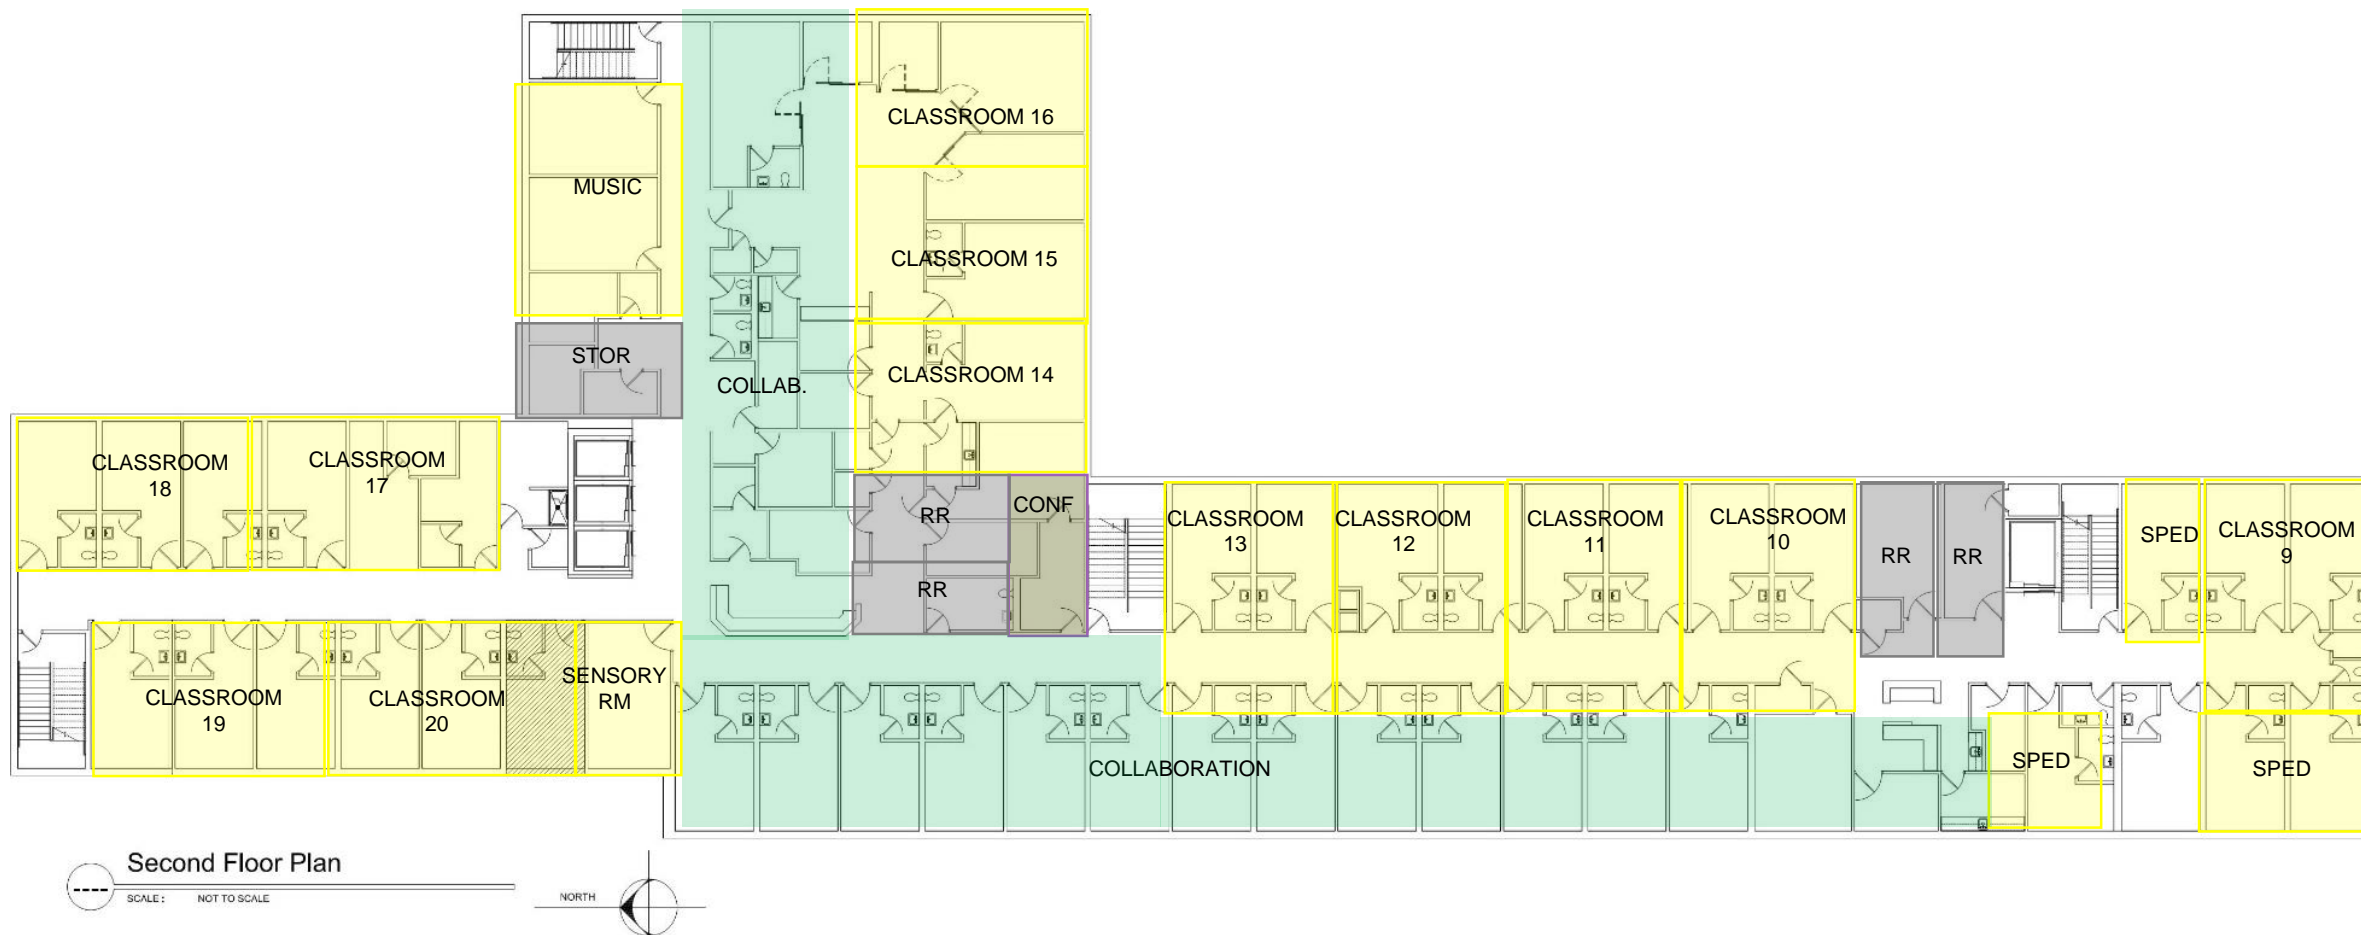 CLASSROOM 16
MUSIC
CLASSROOM 15
STOR
CLASSROOM 14
COLLAB.
CLASSROOM
18
CLASSROOM
17
RR
CONF
CLASSROOM
13
CLASSROOM
12
CLASSROOM
11
CLASSROOM
10
RR
RR
SPED
CLASSROOM
9
RR
CLASSROOM
19
CLASSROOM
20
SENSORY
RM
COLLABORATION
SPED
SPED
Second Floor Plan
SCALE : NOT TO SCALE
NORTH